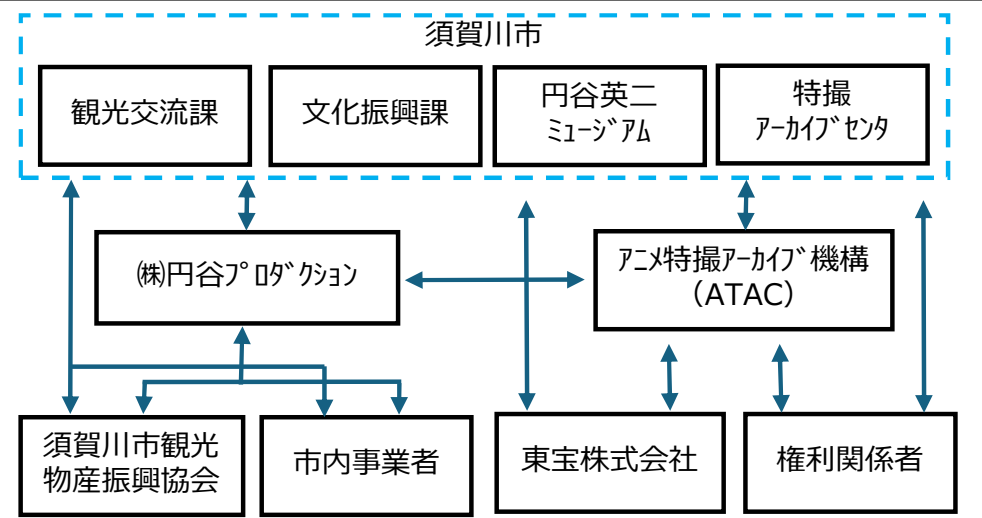 須賀川市
観光交流課
文化振興課
円谷英二
ﾐｭｰｼﾞｱﾑ
特撮
ｱｰｶｲﾌﾞｾﾝﾀ
㈱円谷ﾌﾟﾛﾀﾞｸｼｮﾝ
ｱﾆﾒ特撮ｱｰｶｲﾌﾞ機構
（ATAC）
須賀川市観光
物産振興協会
市内事業者
東宝株式会社
権利関係者